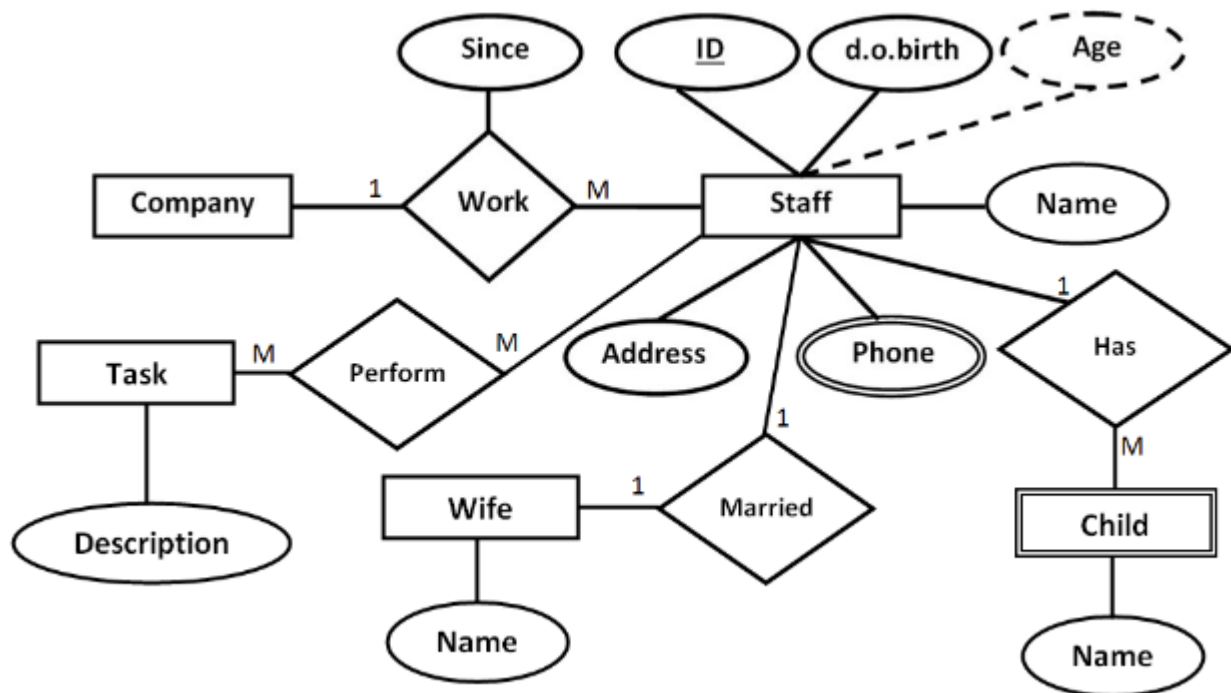 Since
ID
d.o.birth
Age
Company
1
Work
M
Staff
Name
Task
M
Perform
M
Address
Phone
1
Has
Description
Wife
1
Married
1
M
Child
Name
Name